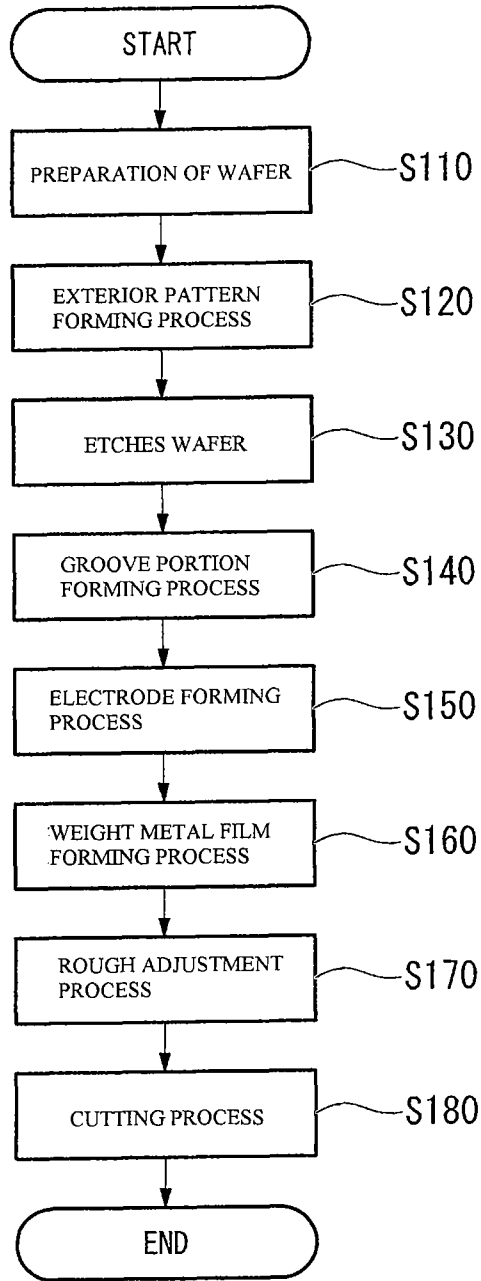 START
PREPARATION OF WAFER
S110
EXTERIOR PATTERN
FORMING PROCESS
S120
ETCHES WAFER
S130
GROOVE PORTION
FORMING PROCESS
S140
ELECTRODE FORMING
PROCESS
S150
WEIGHT METAL FILM
FORMING PROCESS
S160
ROUGH ADJUSTMENT
PROCESS
S170
CUTTING PROCESS
S180
END